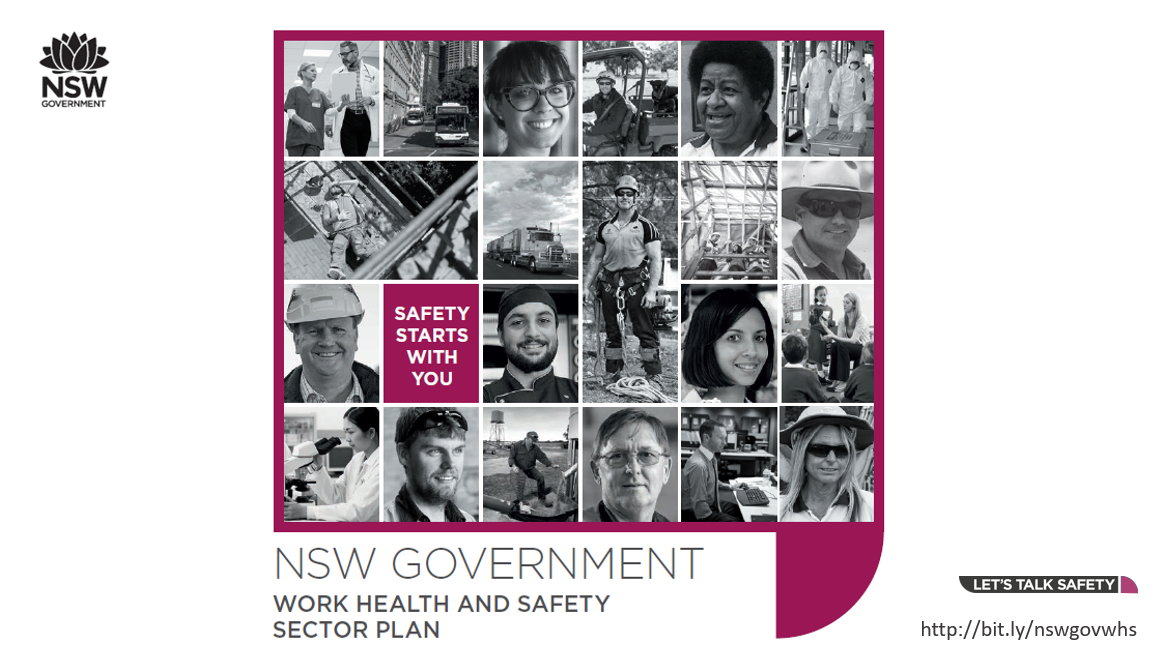 NSW
GOVERNMENT
SAFETY
STARTS
WITH
YOU
NSW GOVERNMENT
WORK HEALTH AND SAFETY
SECTOR PLAN
LET'S TALK SAFETY
http://bit.ly/nswgovwhs